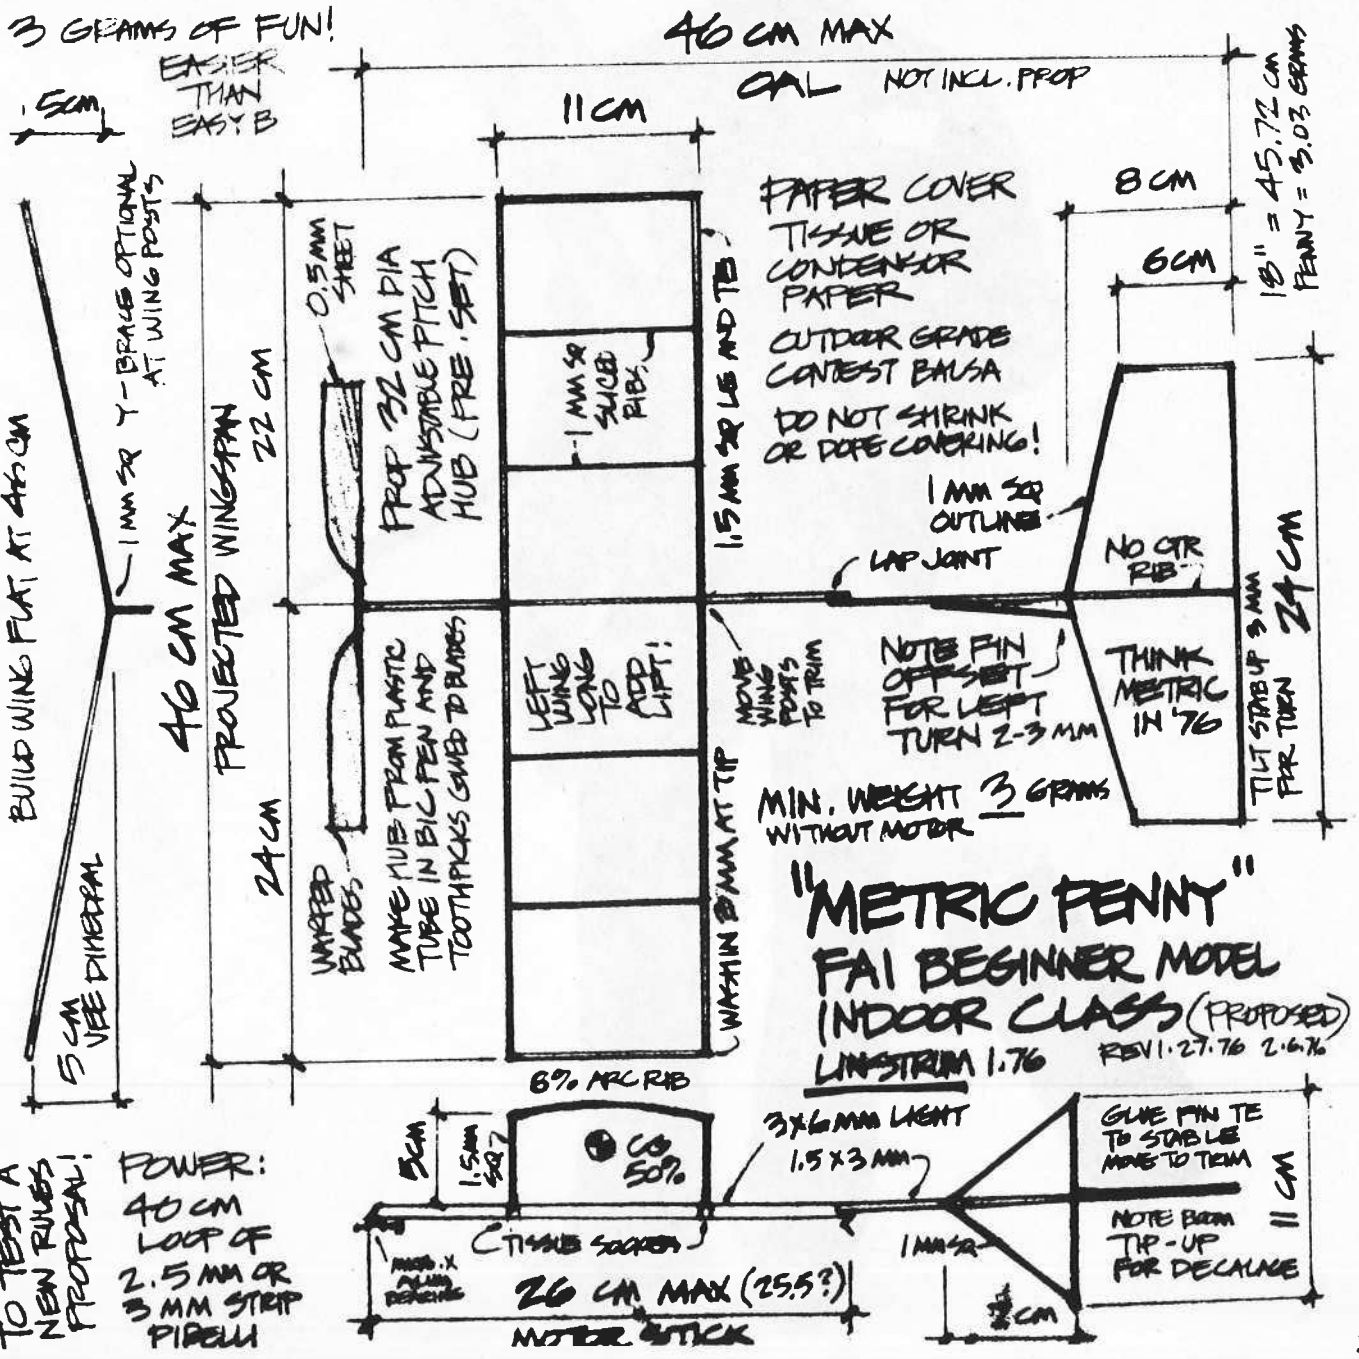 3 GRAMS OF FUN!
EASIER
THAN
EASY B
5CM
46 CM MAX
OAL NOT INCL. PROP
18" = 45.72 CM
PENNY = 3.03 GRAMS
11 CM
8 CM
6CM
1 MM SQ Y-BRACE OPTIONAL
AT WING POSTS
0.5 MM
SHEET
PROP 32 CM DIA
ADJUSTABLE PITCH
HUB (PRE.SET)
1 MM SQ
SLICED
RIBS
1.5 MM SQ LE AND TE
PAPER COVER
TISSUE OR
CONDENSOR
PAPER
OUTDOOR GRADE
CONTEST BALSA
DO NOT SHRINK
OR DOPE COVERING!
1 MM SQ
OUTLINE
LAP JOINT
NO CTR
RIB
BUILD WING FLAT AT 46 CM
46 CM MAX
PROJECTED WINGSPAN
22 CM
24 CM
LEFT
WING
LONG
TO
ADD
LIFT!
MOVE
WING
POSTS
TO TRIM
NOTE FIN
OFFSET
FOR LEFT
TURN 2-3 MM
THINK
METRIC
IN '76
TILT STAB UP 3 MM
FOR TURN
24 CM
5 CM
VEE DIHEDRAL
WARPED
BLADES
MAKE HUB FROM PLASTIC
TUBE IN BIC PEN AND
TOOTHPICKS GLUED TO BLADES
WASHIN 3 MM AT TIP
MIN. WEIGHT 3 GRAMS
WITHOUT MOTOR
"METRIC PENNY"
FAI BEGINNER MODEL
INDOOR CLASS (PROPOSED)
LINSTRUM 1.76 REV 1.27.76 2.6.76
6% ARC RIB
5CM
1.5 MM
SQ
CG
50%
3X6 MM LIGHT
1.5 X 3 MM
GLUE FIN TE
TO STAB LE
MOVE TO TRIM
11 CM
NOTE BOOM
TIP-UP
FOR DECALAGE
1 MM SQ
TISSUE SOCKETS
ALUM
BEARING
26 CM MAX (25.5?)
MOTOR STICK
CM
TO TEST A
NEW RULES
PROPOSAL!
POWER:
40 CM
LOOP OF
2.5 MM OR
3 MM STRIP
PIRELLI